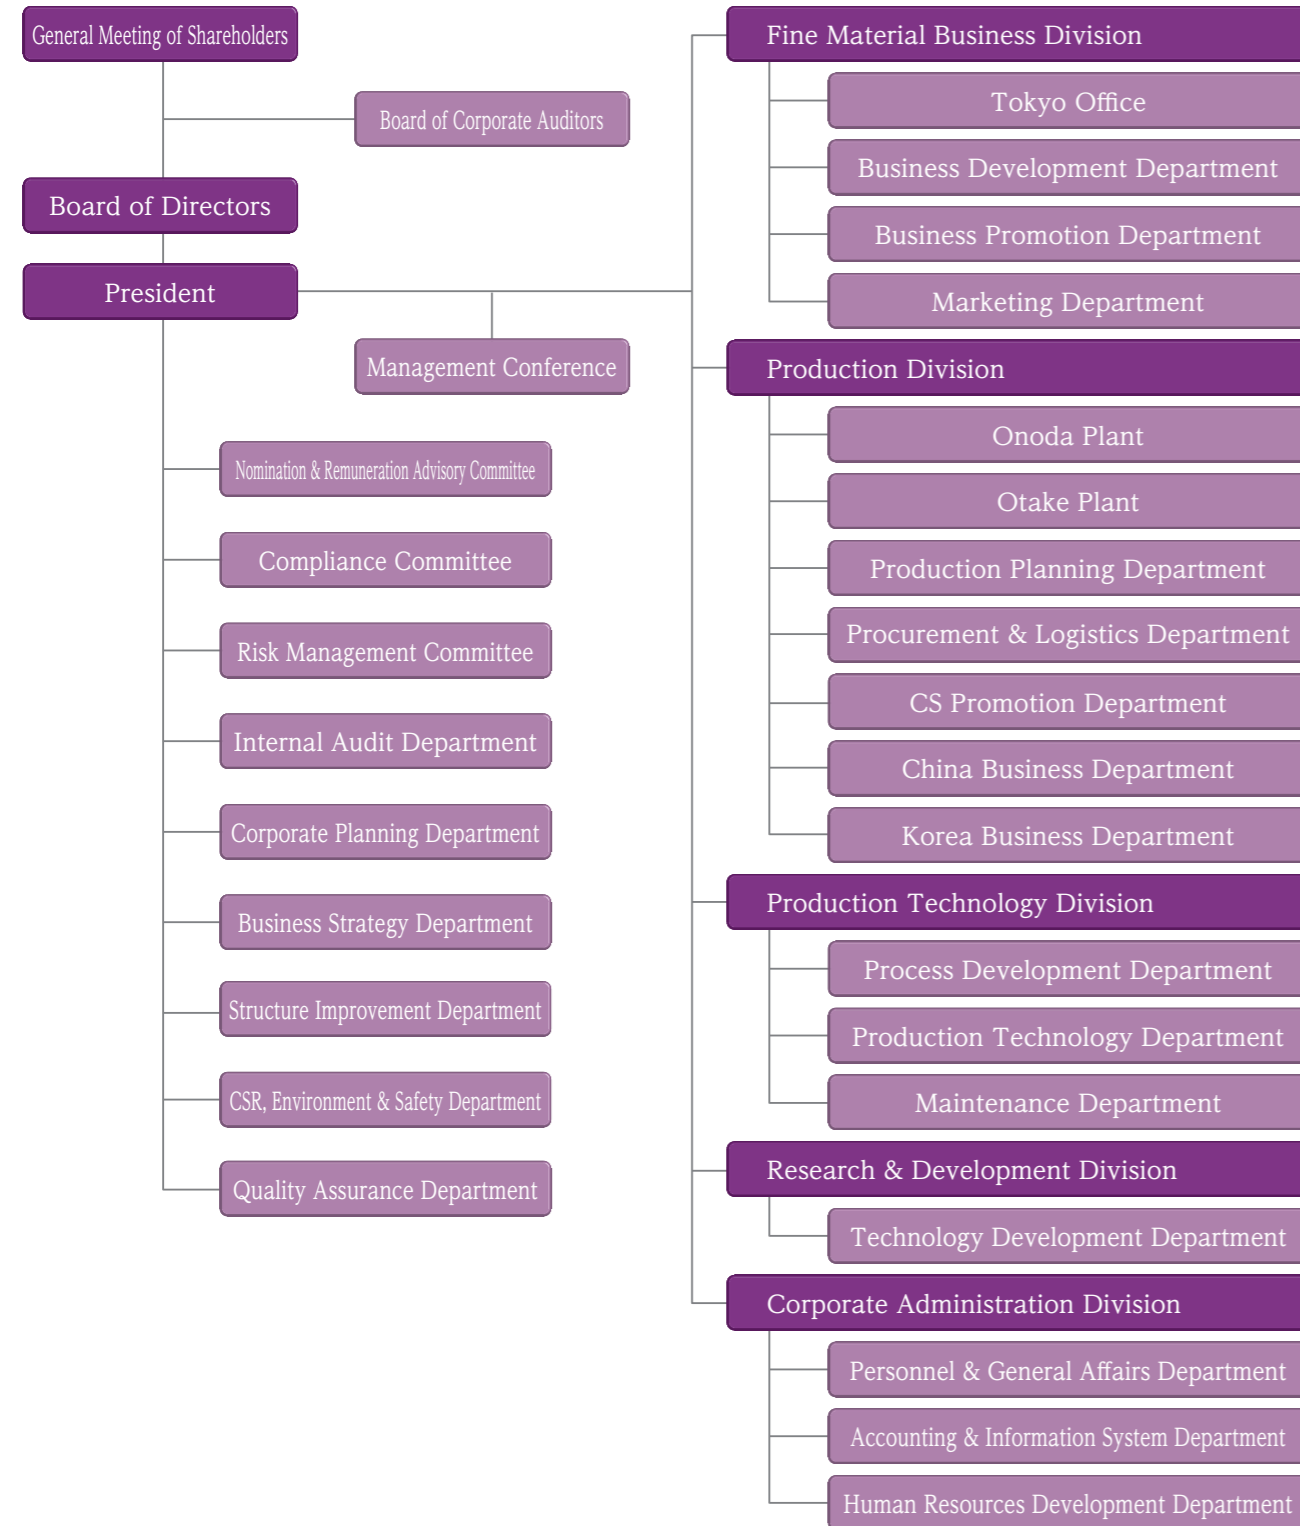 General Meeting of Shareholders
Board of Corporate Auditors
Board of Directors
President
Management Conference
Nomination & Remuneration Advisory Committee
Compliance Committee
Risk Management Committee
Internal Audit Department
Corporate Planning Department
Business Strategy Department
Structure Improvement Department
CSR, Environment & Safety Department
Quality Assurance Department
Fine Material Business Division
Tokyo Office
Business Development Department
Business Promotion Department
Marketing Department
Production Division
Onoda Plant
Otake Plant
Production Planning Department
Procurement & Logistics Department
CS Promotion Department
China Business Department
Korea Business Department
Production Technology Division
Process Development Department
Production Technology Department
Maintenance Department
Research & Development Division
Technology Development Department
Corporate Administration Division
Personnel & General Affairs Department
Accounting & Information System Department
Human Resources Development Department